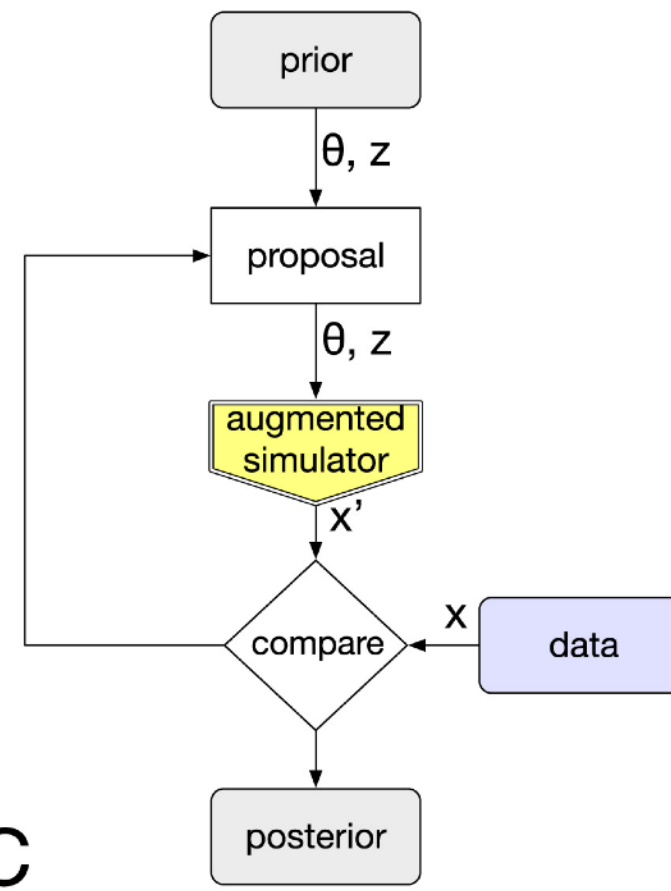 prior
θ, z
proposal
θ, z
augmented
simulator
x’
compare
x
data
posterior
C